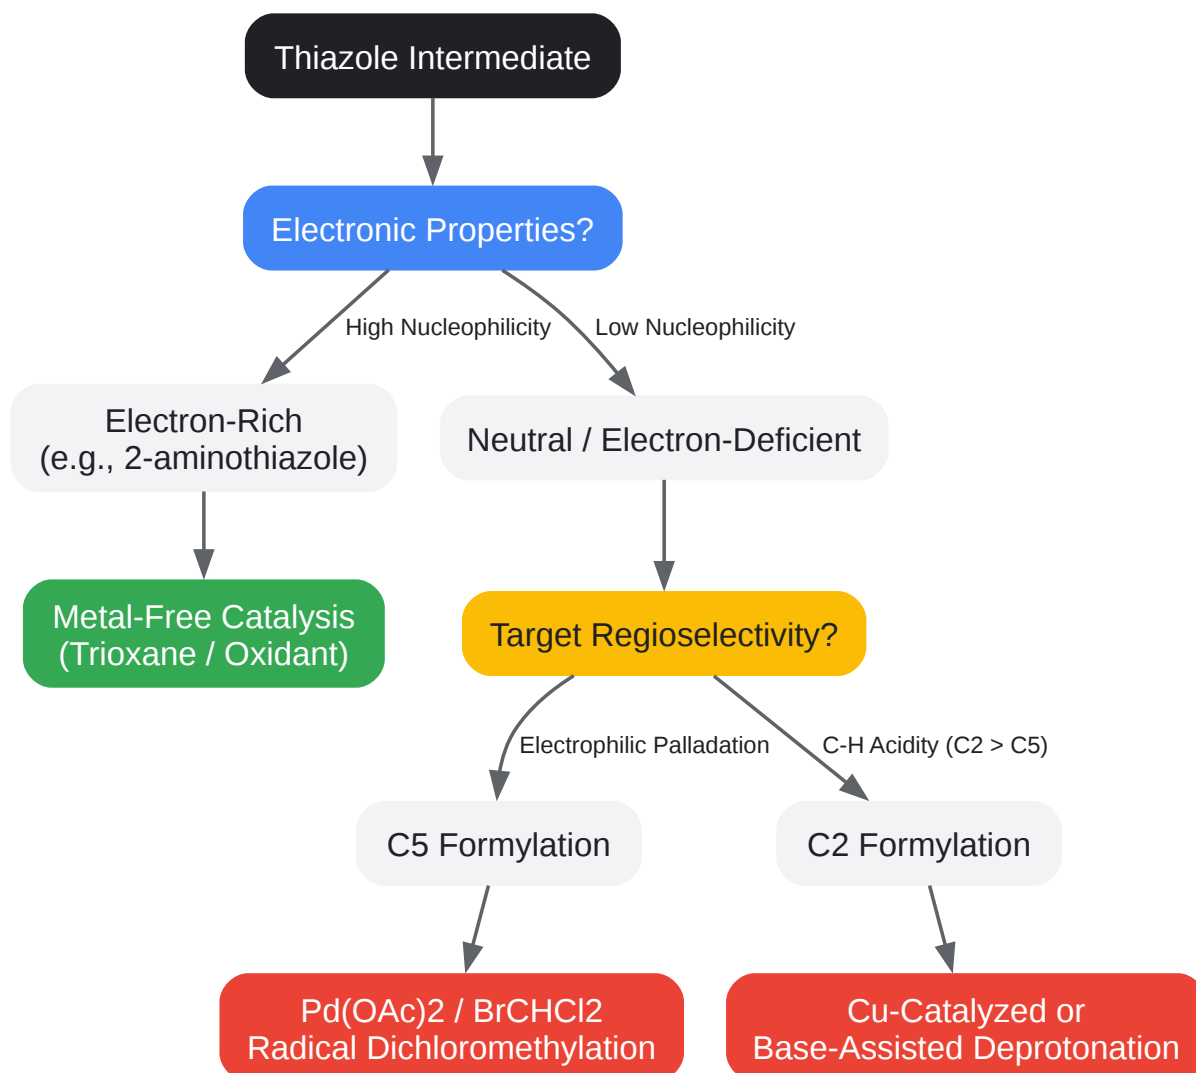 Thiazole Intermediate
Electronic Properties?
High Nucleophilicity
Low Nucleophilicity
Electron-Rich
(e.g., 2-aminothiazole)
Neutral / Electron-Deficient
Metal-Free Catalysis
(Trioxane / Oxidant)
Target Regioselectivity?
Electrophilic Palladation
C-H Acidity (C2 > C5)
C5 Formylation
C2 Formylation
Pd(OAc)2 / BrCHCl2
Radical Dichloromethylation
Cu-Catalyzed or
Base-Assisted Deprotonation